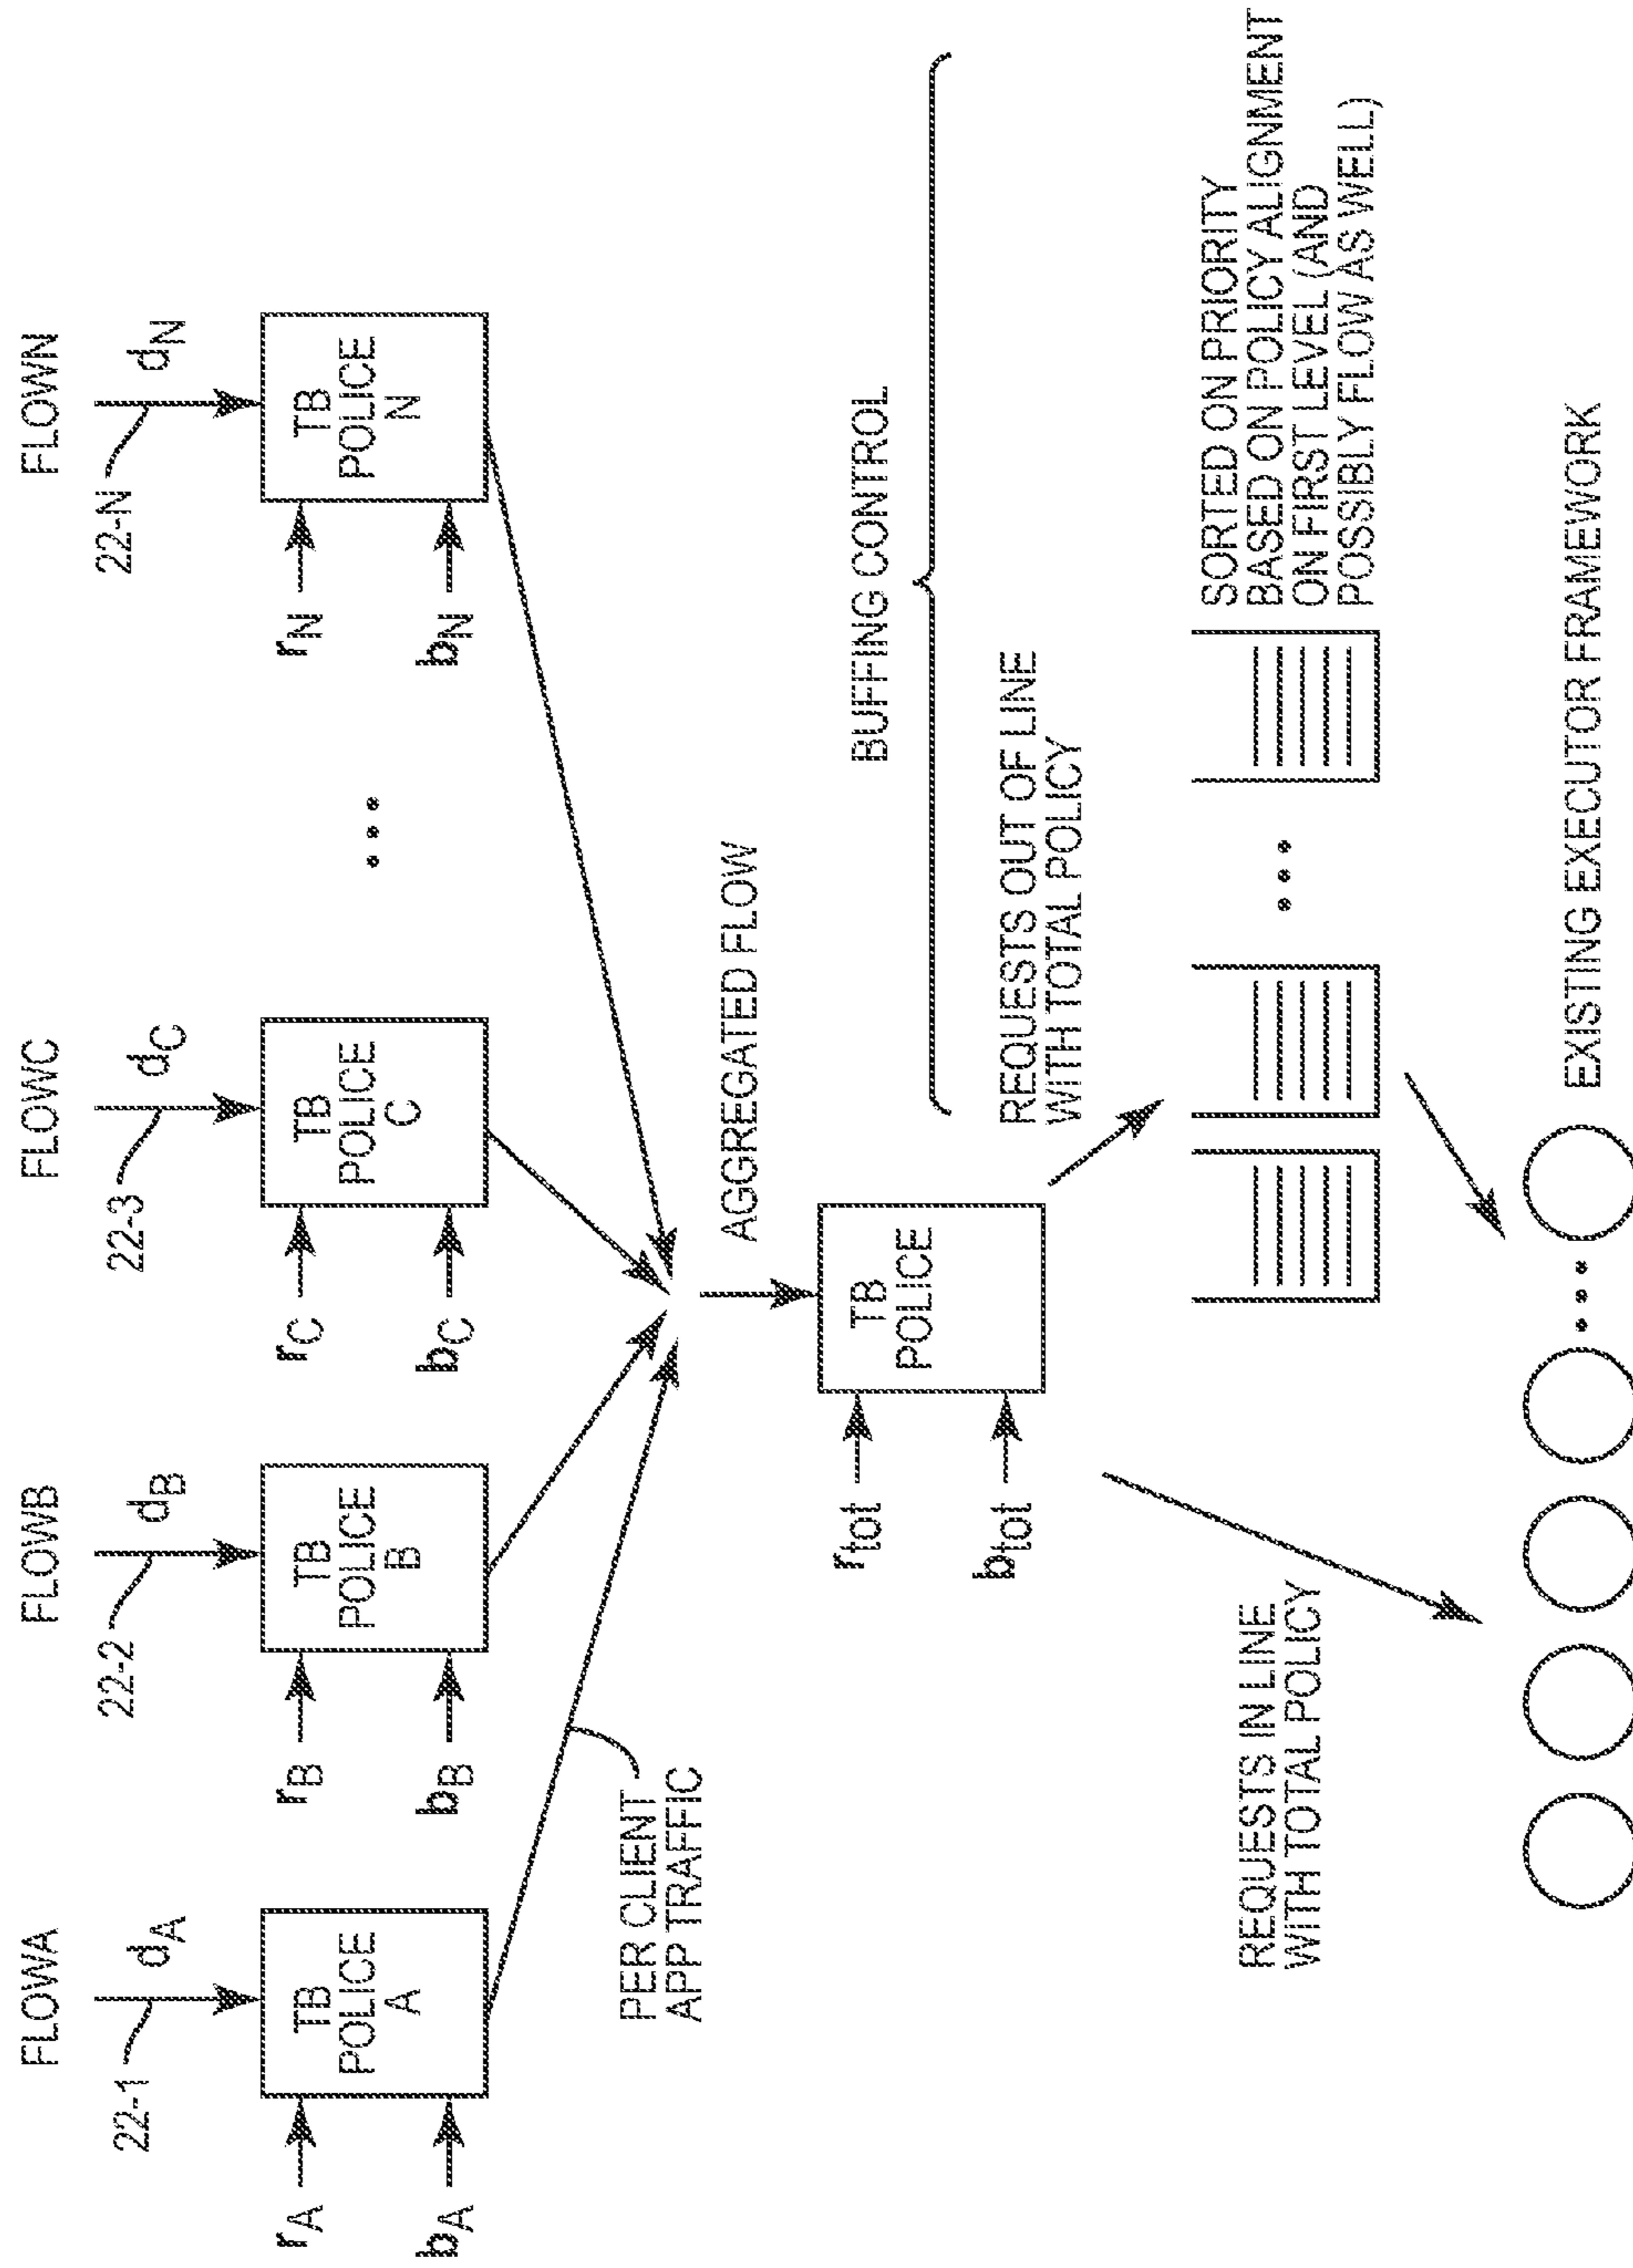 FLOWA
FLOWB
FLOWC
FLOWN
22-1
dA
22-2
dB
22-3
dC
22-N
dN
rA
bA
TB
POLICE
A
rB
bB
TB
POLICE
B
rC
bC
TB
POLICE
C
...
rN
bN
TB
POLICE
N
PER CLIENT
APP TRAFFIC
AGGREGATED FLOW
rtot
btot
TB
POLICE
BUFFING CONTROL
REQUESTS OUT OF LINE
WITH TOTAL POLICY
REQUESTS IN LINE
WITH TOTAL POLICY
...
SORTED ON PRIORITY
BASED ON POLICY ALIGNMENT
ON FIRST LEVEL (AND
POSSIBLY FLOW AS WELL)
....
EXISTING EXECUTOR FRAMEWORK